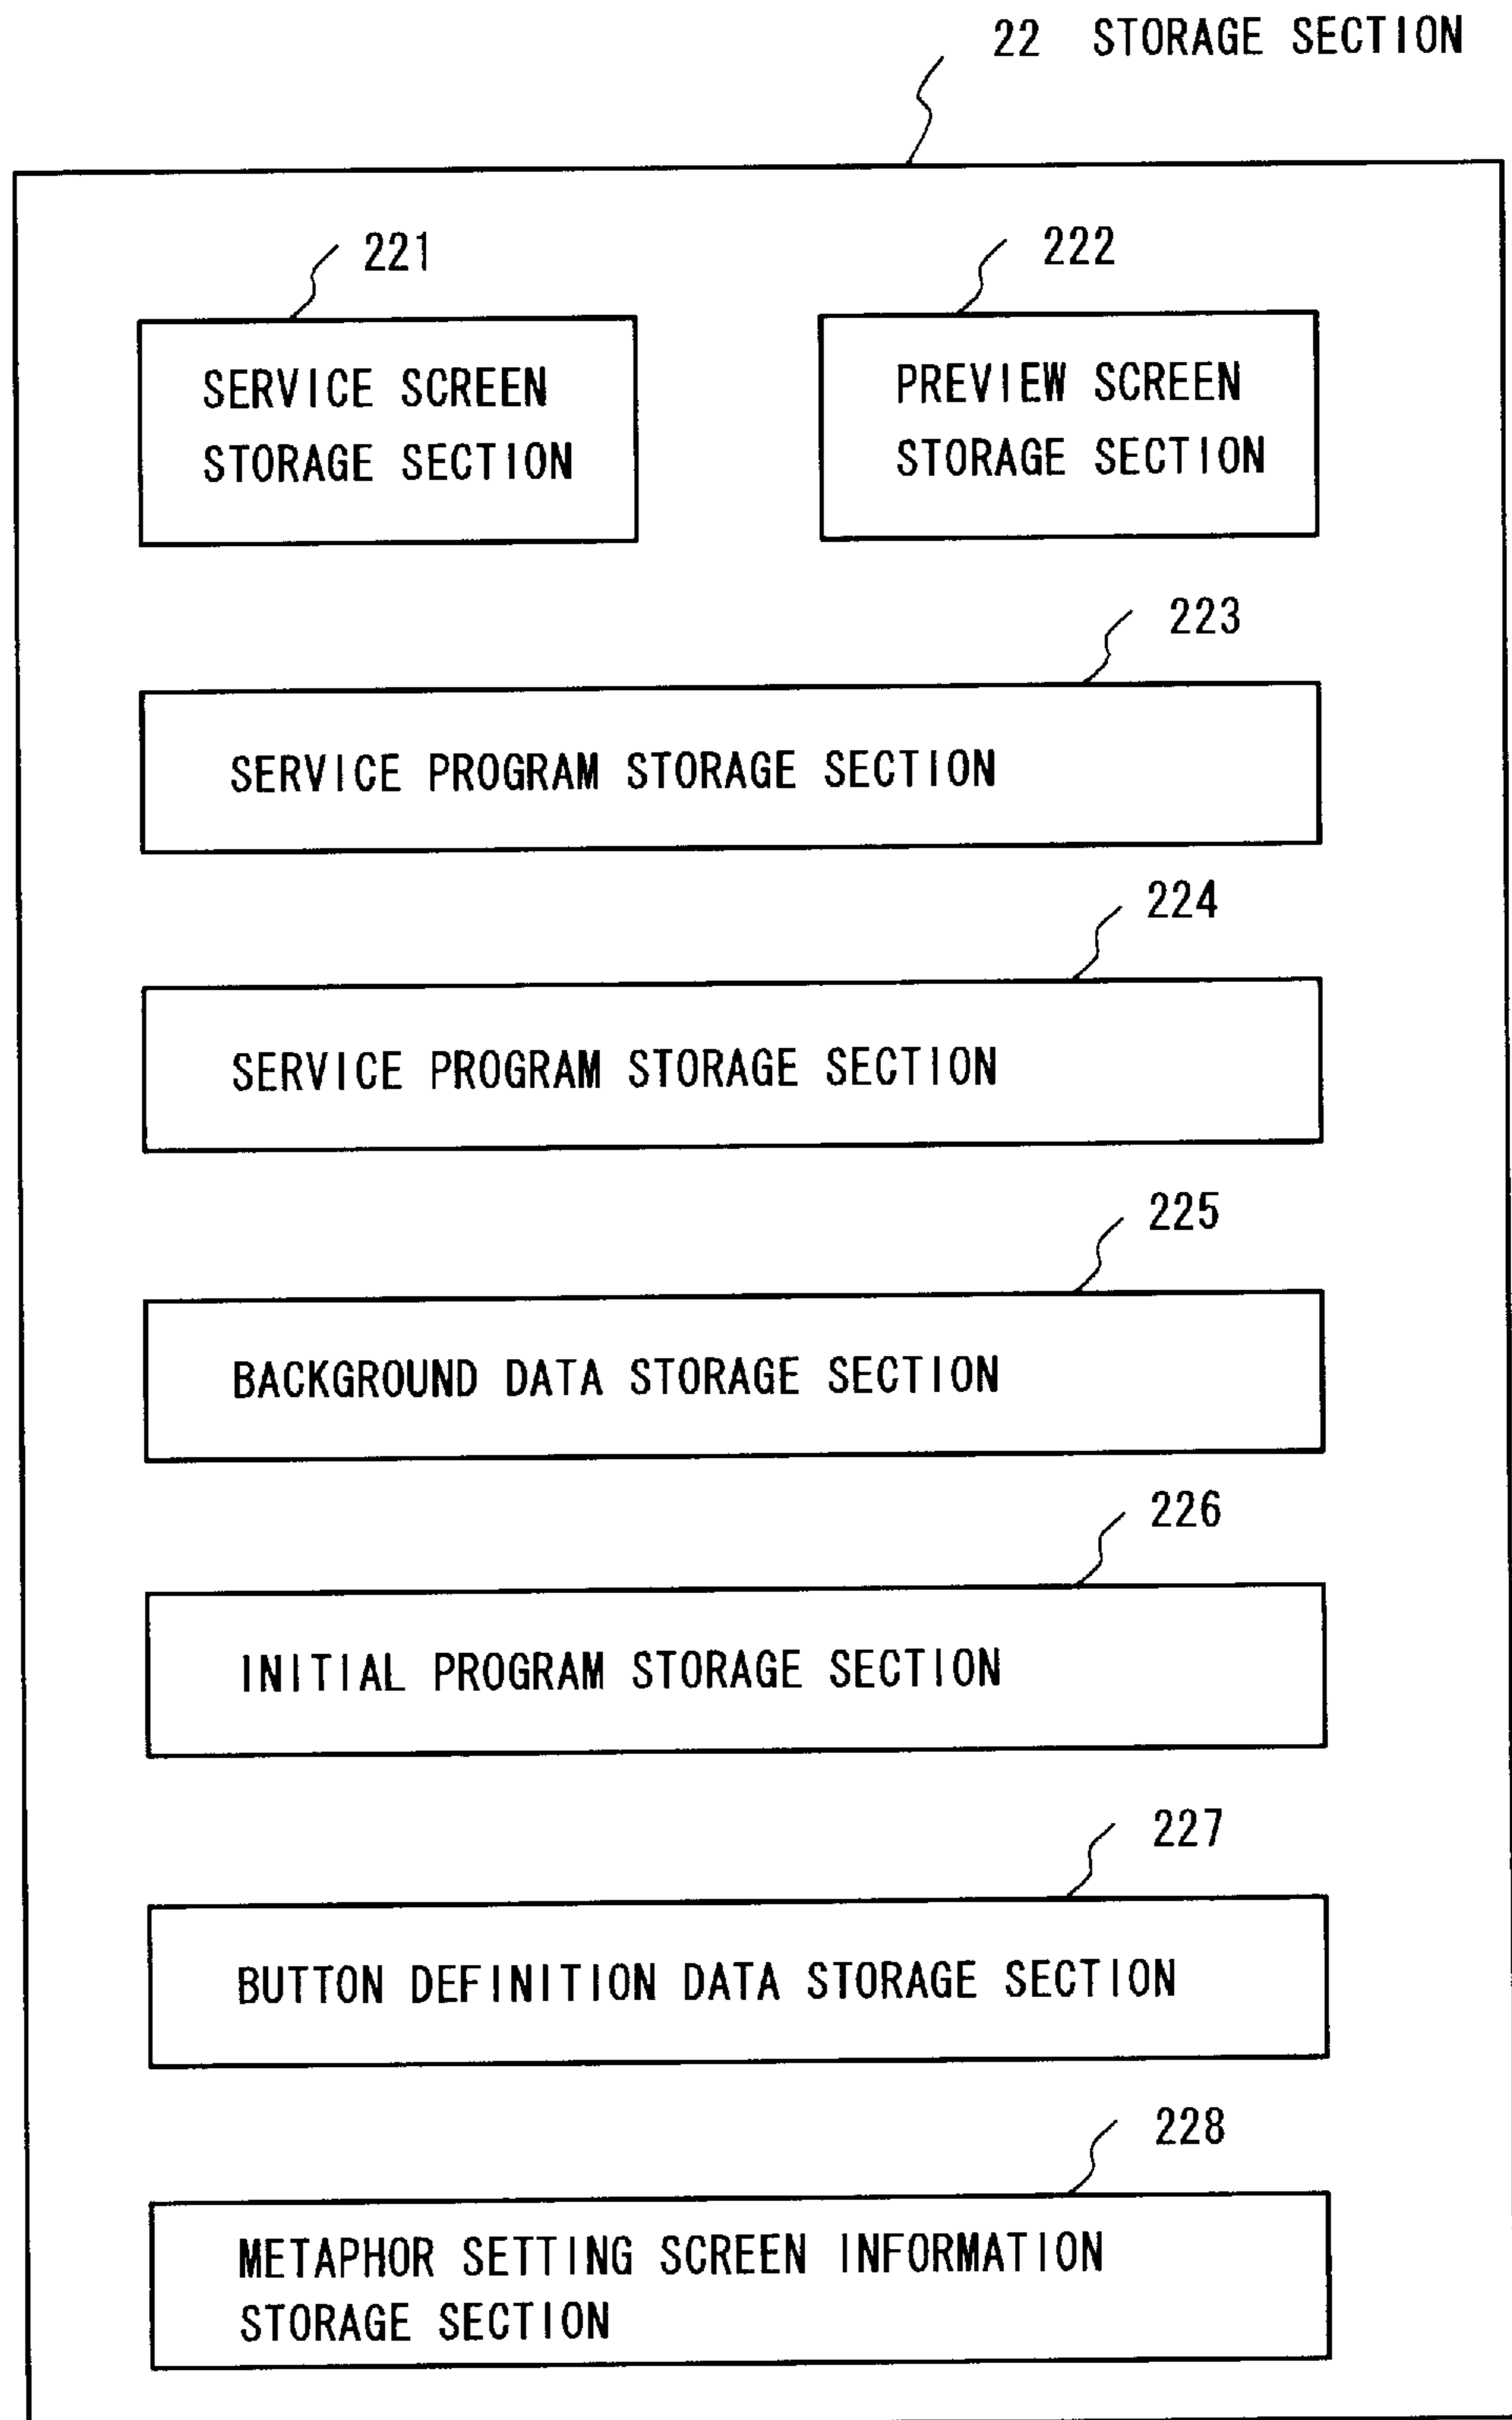 22 STORAGE SECTION
221
222
SERVICE SCREEN
STORAGE SECTION
PREVIEW SCREEN
STORAGE SECTION
223
SERVICE PROGRAM STORAGE SECTION
224
SERVICE PROGRAM STORAGE SECTION
225
BACKGROUND DATA STORAGE SECTION
226
INITIAL PROGRAM STORAGE SECTION
227
BUTTON DEFINITION DATA STORAGE SECTION
228
METAPHOR SETTING SCREEN INFORMATION
STORAGE SECTION